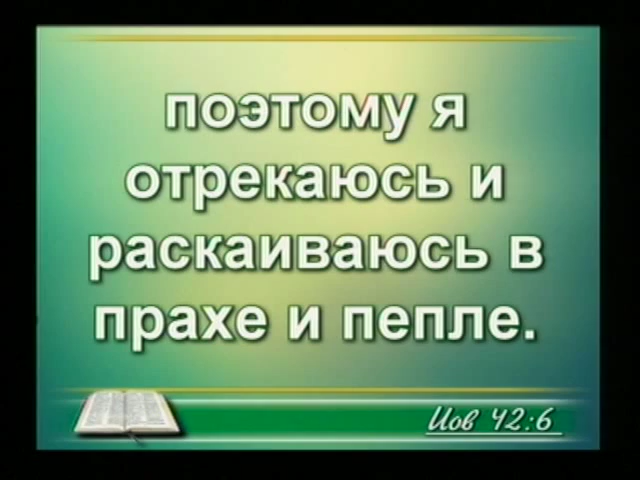 поэтому я
отрекаюсь и
раскаиваюсь в
прахе и пепле.
Иов 42:6